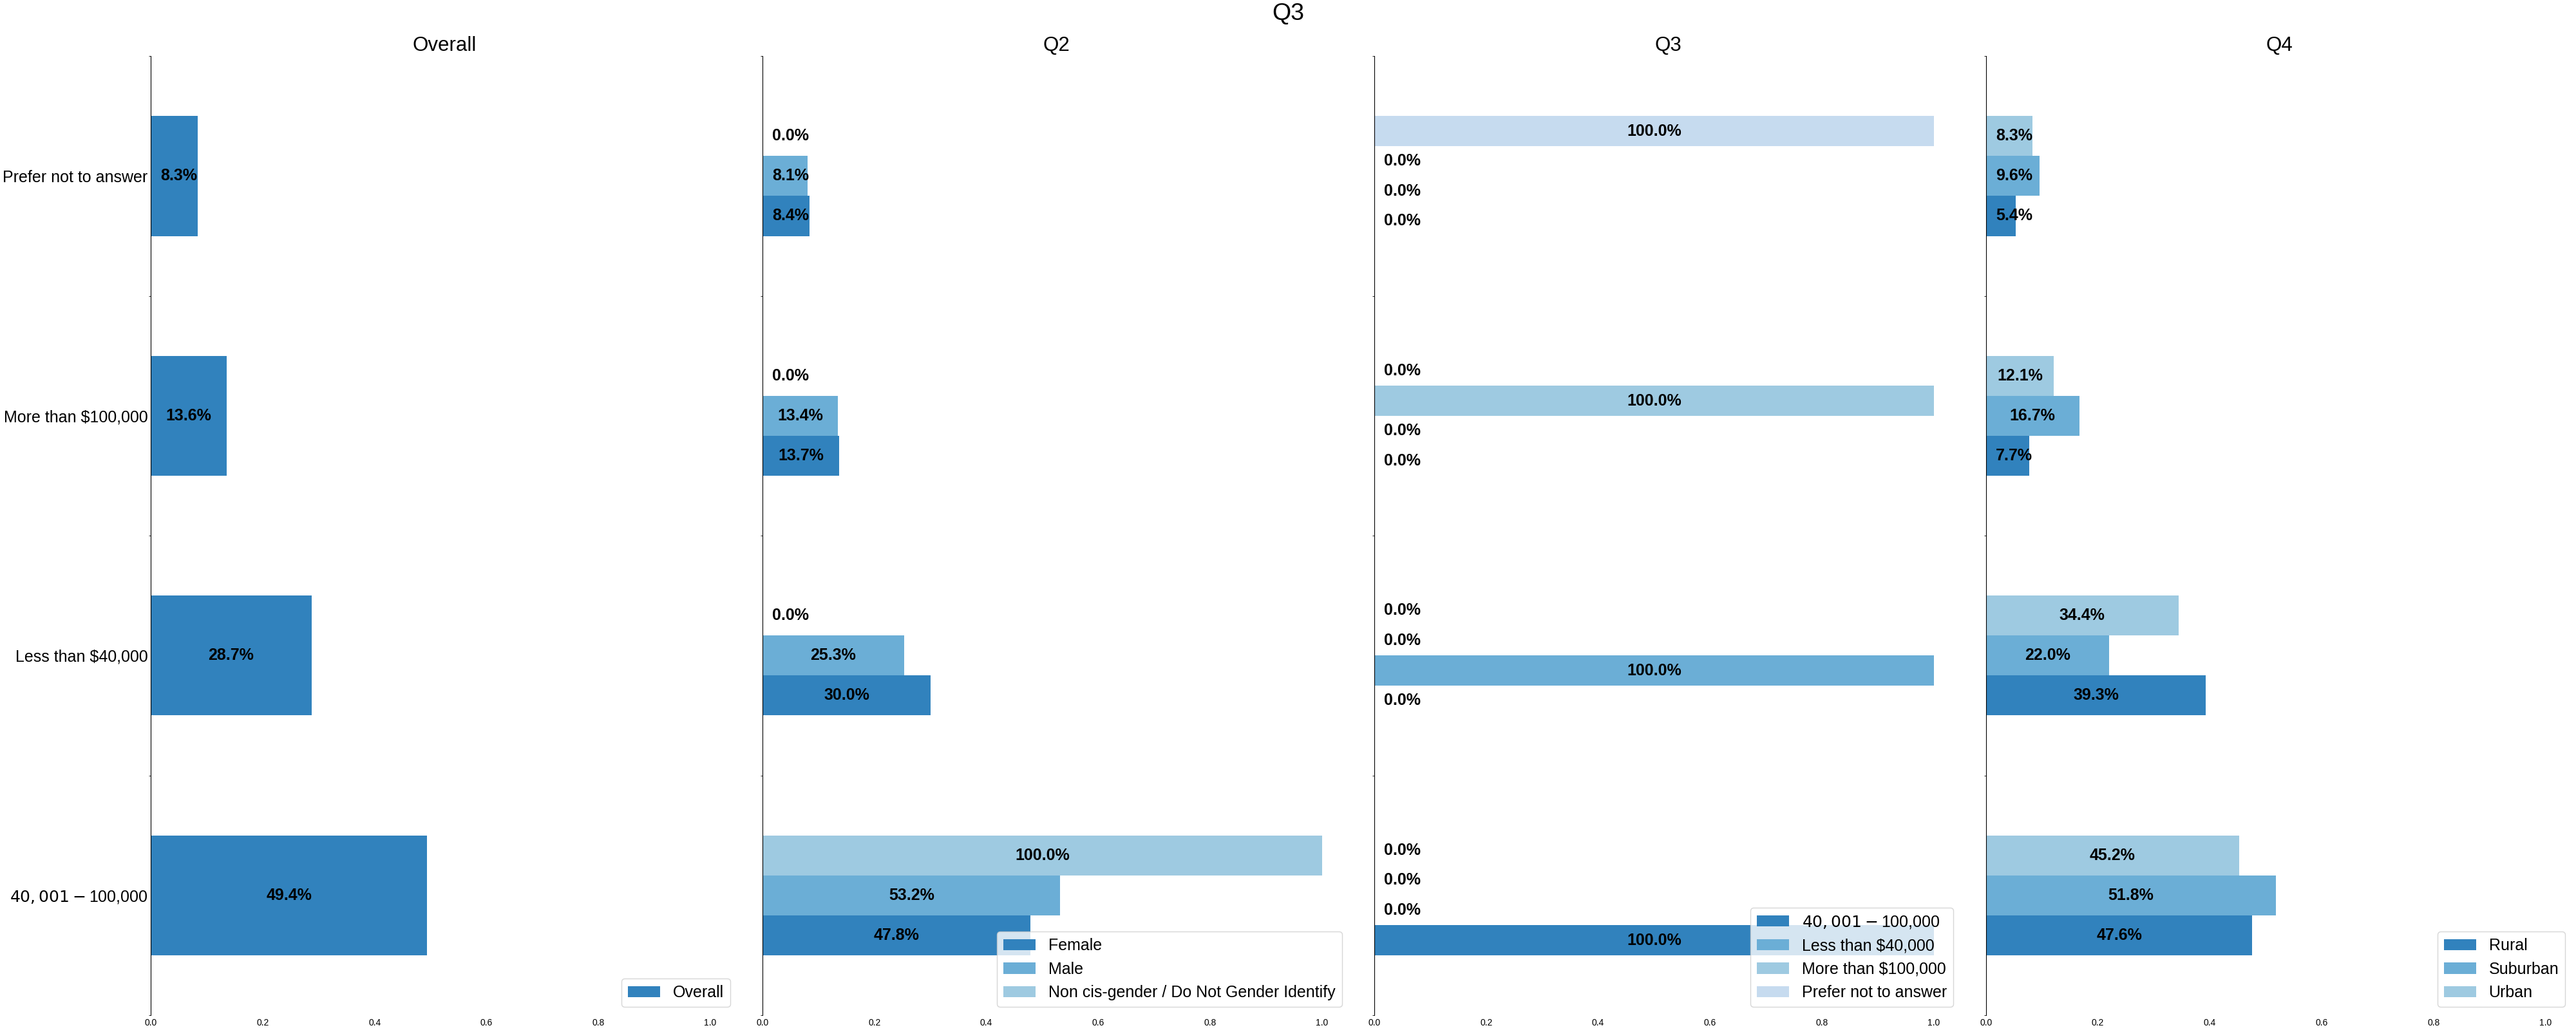 Q3
Overall
Prefer not to answer
8.3%
More than $100,000
13.6%
Less than $40,000
28.7%
40,001 - 100,000
49.4%
Overall
0.0 0.2 0.4 0.6 0.8 1.0
Q2
0.0%
8.1%
8.4%
0.0%
13.4%
13.7%
0.0%
25.3%
30.0%
100.0%
53.2%
47.8%
Female
Male
Non cis-gender / Do Not Gender Identify
0.0 0.2 0.4 0.6 0.8 1.0
Q3
100.0%
0.0%
0.0%
0.0%
0.0%
100.0%
0.0%
0.0%
0.0%
0.0%
100.0%
0.0%
0.0%
0.0%
0.0%
100.0%
40,001 - 100,000
Less than $40,000
More than $100,000
Prefer not to answer
0.0 0.2 0.4 0.6 0.8 1.0
Q4
8.3%
9.6%
5.4%
12.1%
16.7%
7.7%
34.4%
22.0%
39.3%
45.2%
51.8%
47.6%
Rural
Suburban
Urban
0.0 0.2 0.4 0.6 0.8 1.0